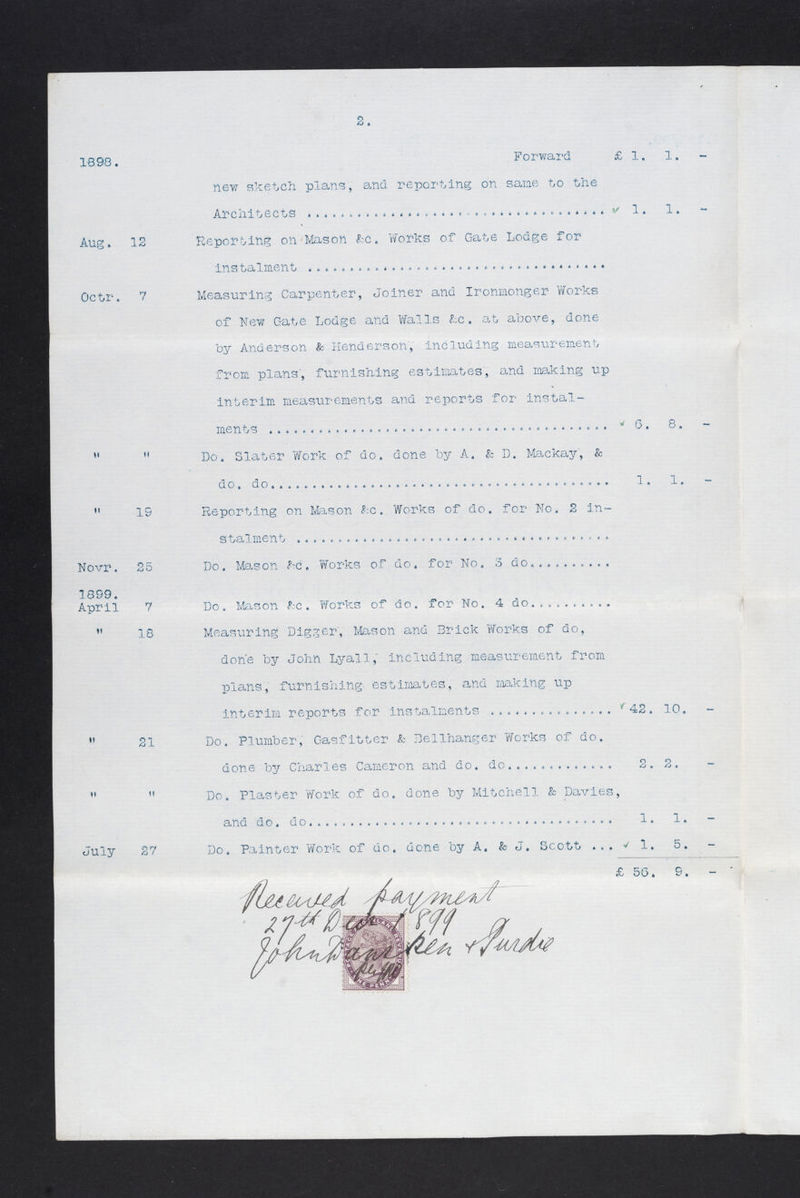 2.
1898. Forward £ 1. 1. -
new sketch plans, and reporting on same to the
Architects .................................... 1. 1. -
Aug. 12 Reporting on Mason &c. Works of Gate Lodge for
instalment ....................................
Octr. 7 Measuring Carpenter, Joiner and Ironmonger Works
of New Gate Lodge and Walls &c. at above, done
by Anderson & Henderson, including measurement
from plans, furnishing estimates, and making up
interim measurements and reports for instal-
ments ......................................... 6. 8. -
" " Do. Slater Work of do. done by A. & D. Mackay, &
do. do......................................... 1. 1. -
" 19 Reporting on Mason &c. Works of do. for No. 2 in-
stalment ......................................
Novr. 25 Do. Mason &c. Works of do. for No. 3 do..........
1899.
April 7 Do. Mason &c. Works of do. for No. 4 do..........
" 18 Measuring Digger, Mason and Brick Works of do,
done by John Lyall, including measurement from
plans, furnishing estimates, and making up
interim reports for instalments ............... 42. 10. -
" 21 Do. Plumber, Gasfitter & Bellhanger Works of do.
done by Charles Cameron and do. do............. 2. 2. -
" " Do. Plaster Work of do. done by Mitchell & Davies,
and do. do..................................... 1. 1. -
July 27 Do. Painter Work of do. done by A. & J. Scott ... 1. 5. -
£ 56. 9. -
Received payment
27th Decr 1899
John Dansken & Purdie